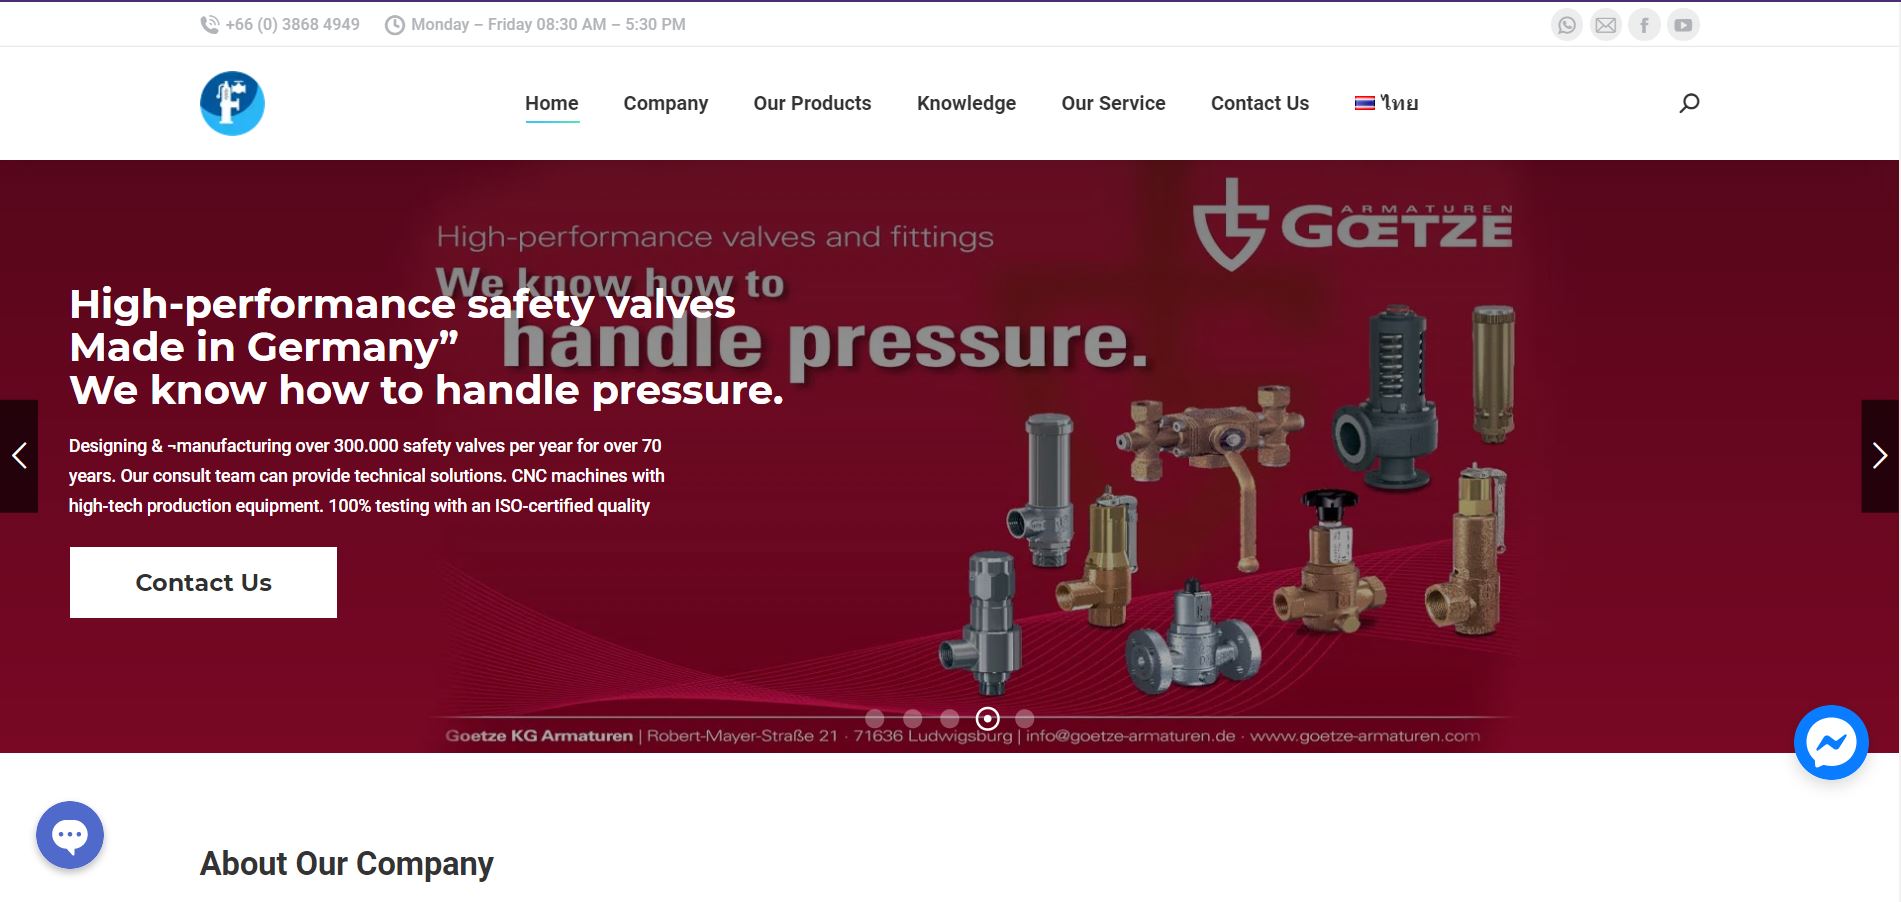 +66 (0) 3868 4949
Monday – Friday 08:30 AM – 5:30 PM
F
Home
Company
Our Products
Knowledge
Our Service
Contact Us
ไทย
ARMATUREN
GOETZE
High-performance valves and fittings
We know how to
handle pressure.
High-performance safety valves
Made in Germany”
We know how to handle pressure.
Designing & ¬manufacturing over 300.000 safety valves per year for over 70
years. Our consult team can provide technical solutions. CNC machines with
high-tech production equipment. 100% testing with an ISO-certified quality
Contact Us
Goetze KG Armaturen | Robert-Mayer-Straße 21 · 71636 Ludwigsburg | info@goetze-armaturen.de · www.goetze-armaturen.com
About Our Company